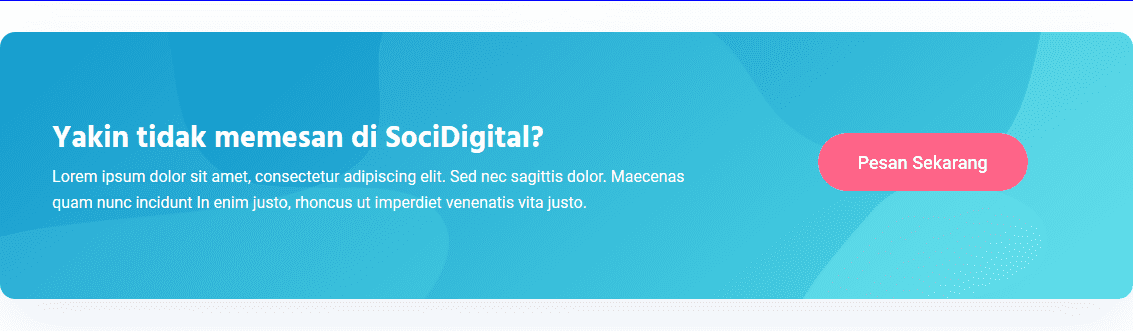 Yakin tidak memesan di SociDigital?
Lorem ipsum dolor sit amet, consectetur adipiscing elit. Sed nec sagittis dolor. Maecenas
quam nunc incidunt In enim justo, rhoncus ut imperdiet venenatis vita justo.
Pesan Sekarang